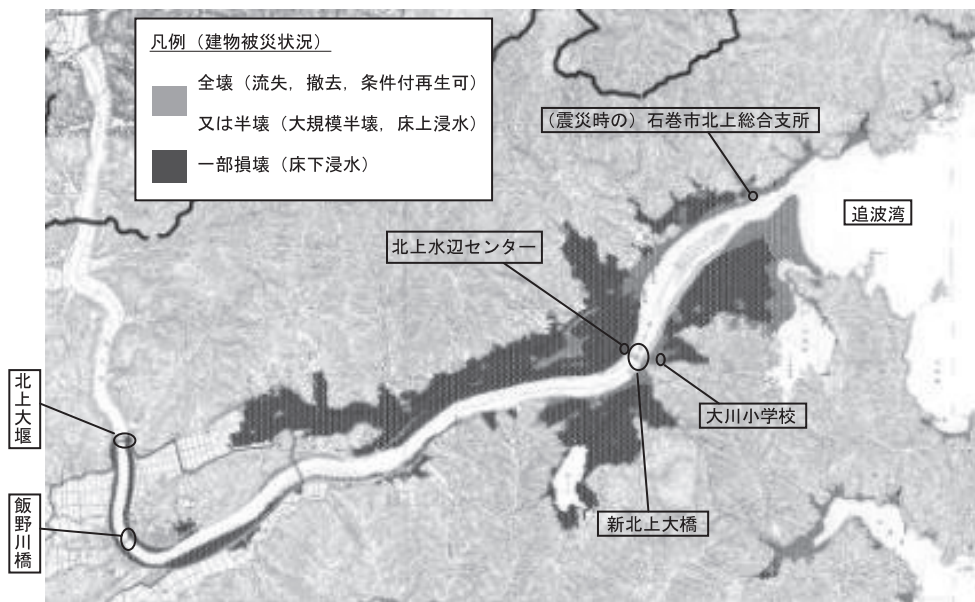 凡例（建物被災状況）
全壊（流失，撤去，条件付再生可）
又は半壊（大規模半壊，床上浸水）
一部損壊（床下浸水）
（震災時の）石巻市北上総合支所
追波湾
北上水辺センター
大川小学校
新北上大橋
北上大堰
飯野川橋